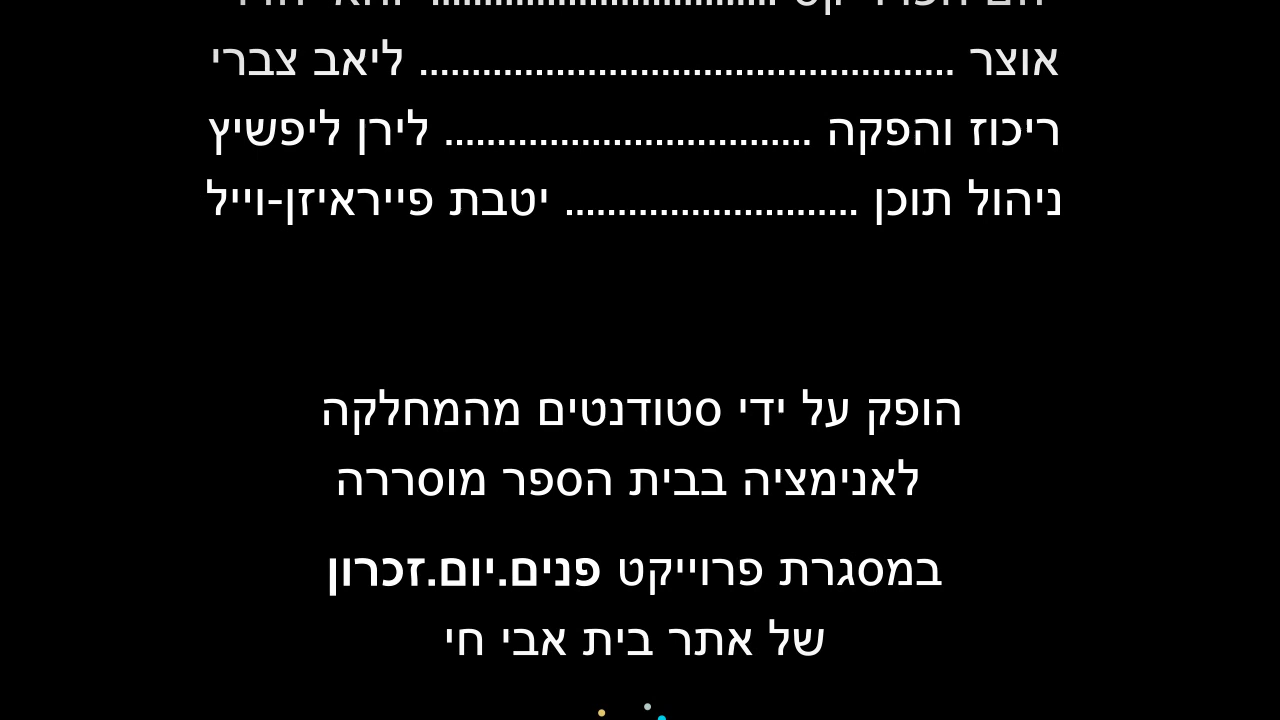 אוצר ................................................... ליאב צברי
ריכוז והפקה ................................... לירן ליפשיץ
ניהול תוכן ............................ יטבת פייראיזן-וייל
הופק על ידי סטודנטים מהמחלקה
לאנימציה בבית הספר מוסררה
במסגרת פרוייקט פנים.יום.זכרון
של אתר בית אבי חי